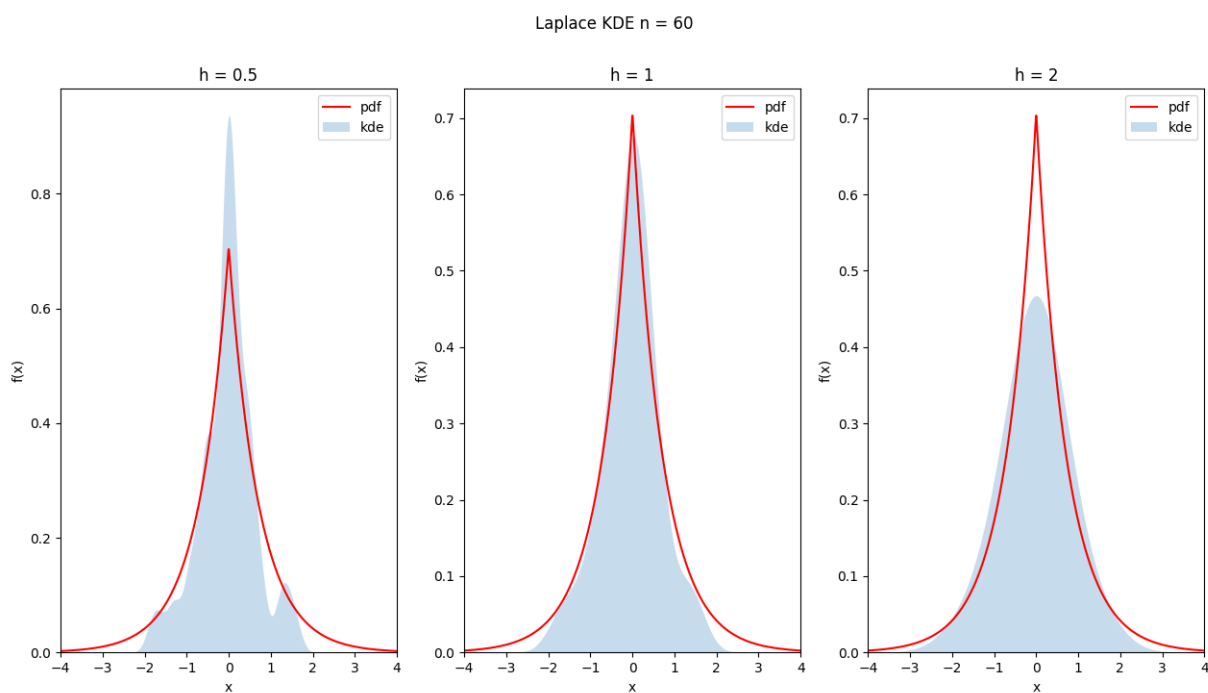 Laplace KDE n = 60
h = 0.5
pdf
kde
0.8
0.6
0.4
0.2
0.0
f(x)
−4 −3 −2 −1 0 1 2 3 4
x
h = 1
pdf
kde
0.7
0.6
0.5
0.4
0.3
0.2
0.1
0.0
f(x)
−4 −3 −2 −1 0 1 2 3 4
x
h = 2
pdf
kde
0.7
0.6
0.5
0.4
0.3
0.2
0.1
0.0
f(x)
−4 −3 −2 −1 0 1 2 3 4
x